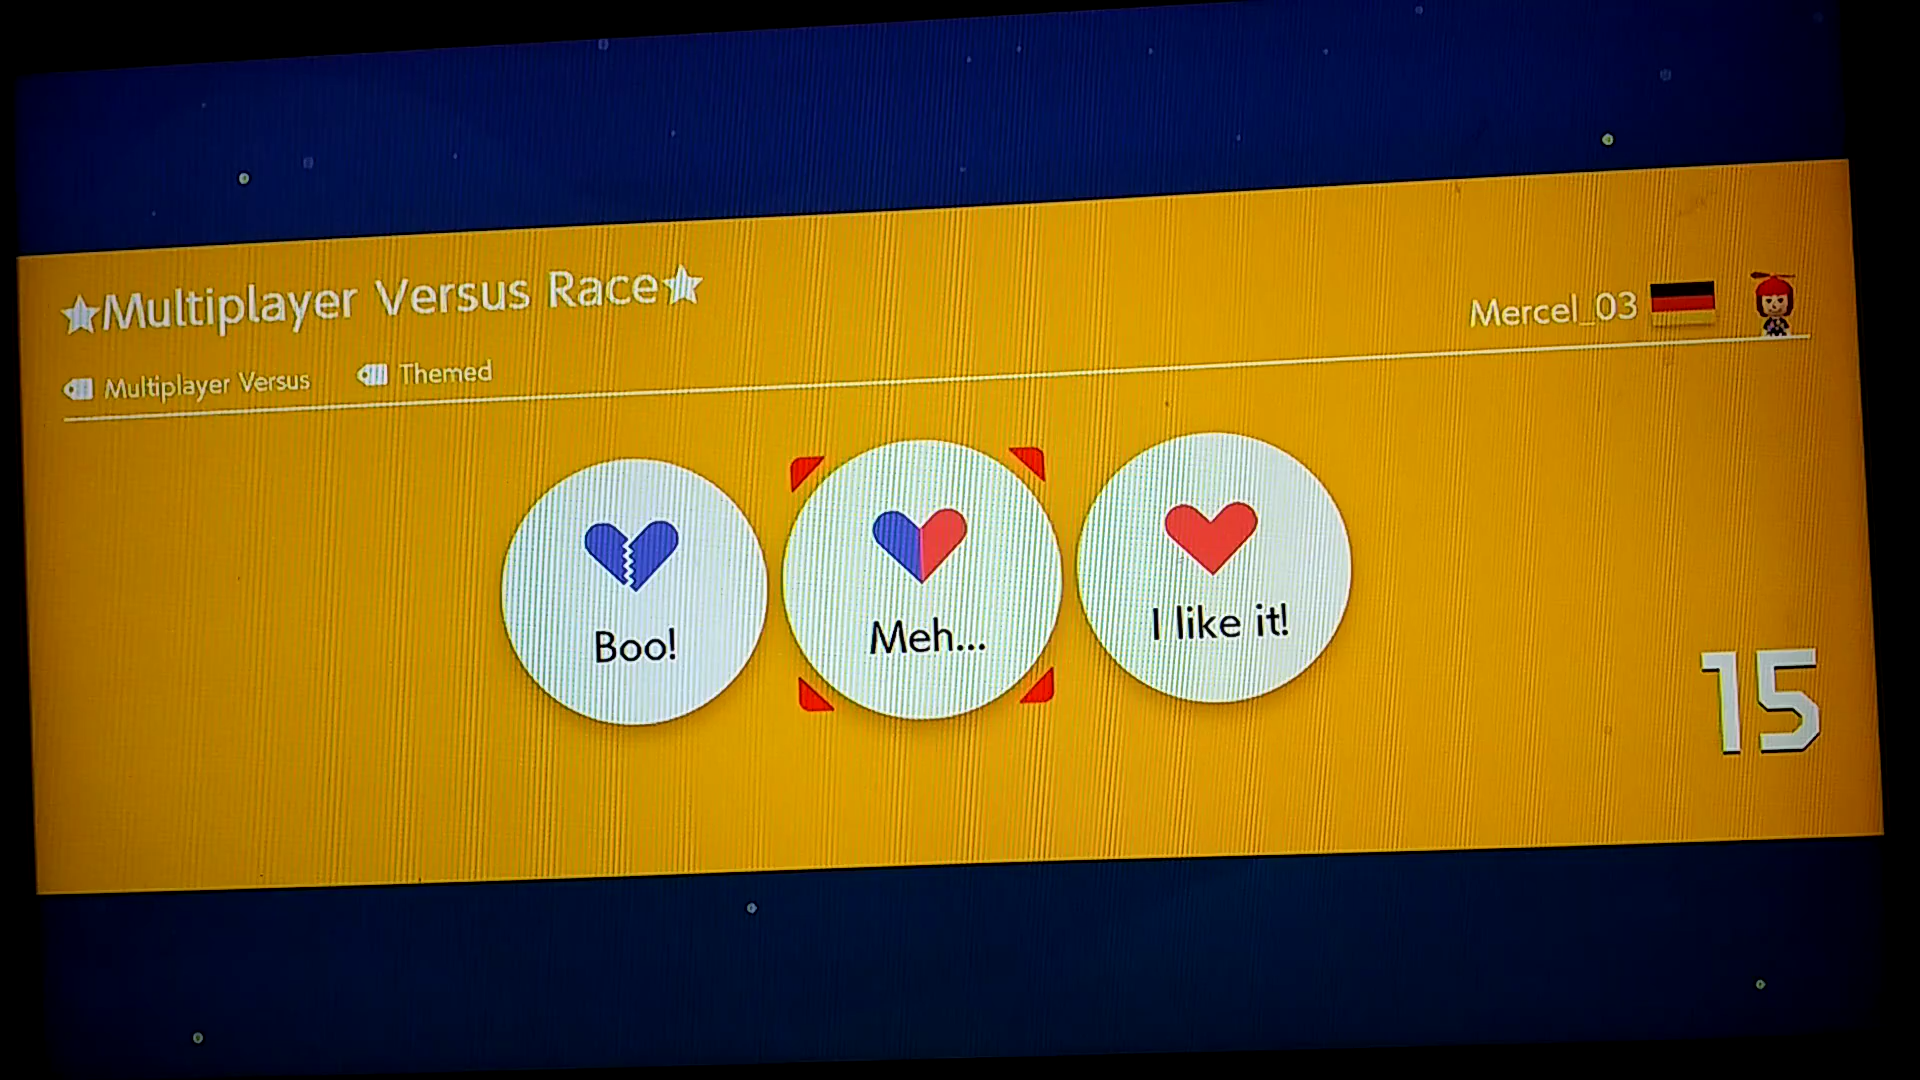 ★Multiplayer Versus Race★
Mercel_03
Multiplayer Versus
Themed
Boo!
Meh...
I like it!
15